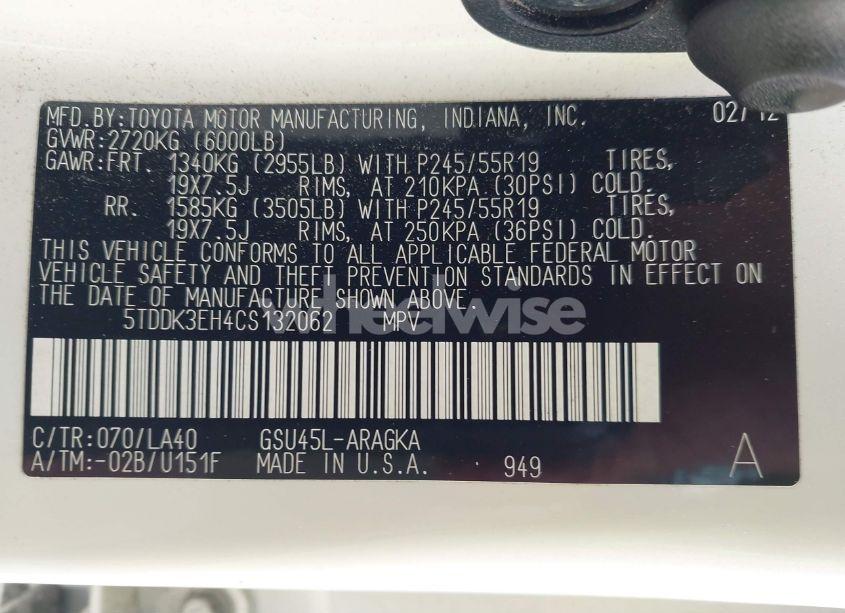 MFD.BY:TOYOTA MOTOR MANUFACTURING, INDIANA, INC. 02/12
GVWR:2720KG (6000LB)
GAWR:FRT. 1340KG (2955LB) WITH P245/55R19 TIRES,
19X7.5J RIMS, AT 210KPA (30PSI) COLD.
RR. 1585KG (3505LB) WITH P245/55R19 TIRES,
19X7.5J RIMS, AT 250KPA (36PSI) COLD.
THIS VEHICLE CONFORMS TO ALL APPLICABLE FEDERAL MOTOR
VEHICLE SAFETY AND THEFT PREVENTION STANDARDS IN EFFECT ON
THE DATE OF MANUFACTURE SHOWN ABOVE.
5TDDK3EH4CS132062 MPV
wheelwise
C/TR:070/LA40 GSU45L-ARAGKA
A/TM:-02B/U151F MADE IN U.S.A. 949 A